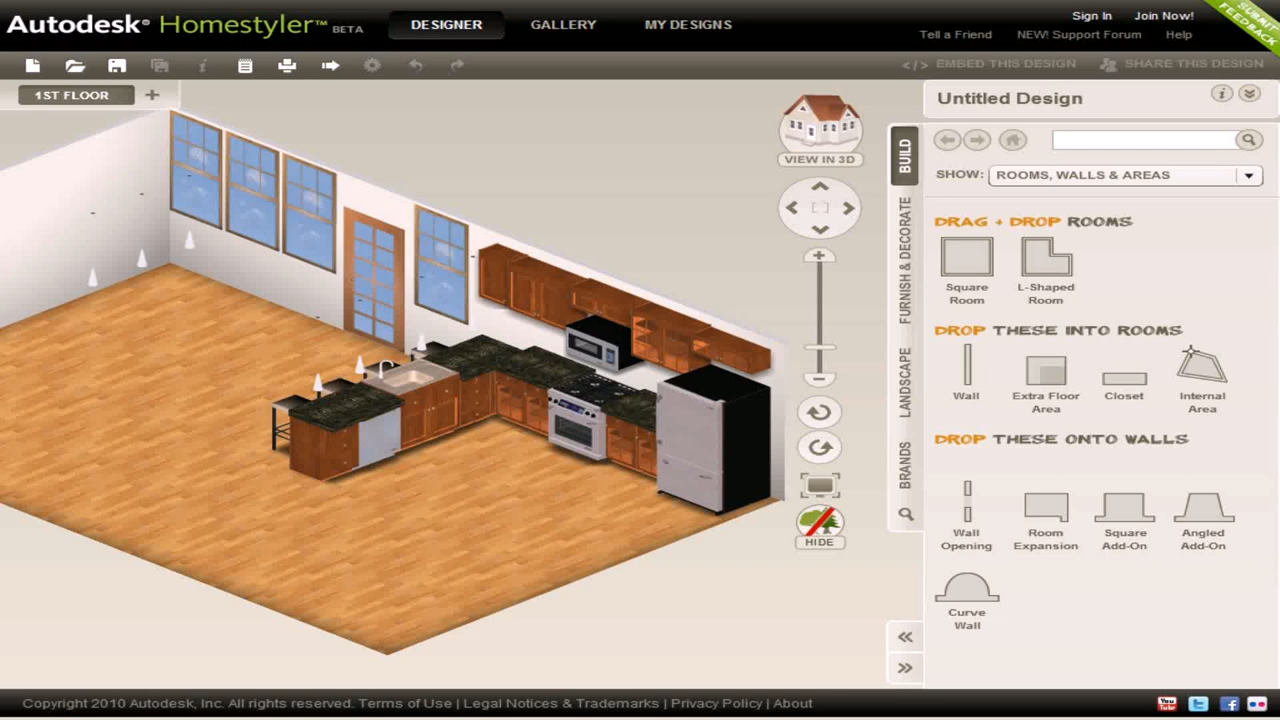 Autodesk® Homestyler™ BETA
DESIGNER
GALLERY
MY DESIGNS
Sign In
Join Now!
Tell a Friend
NEW! Support Forum
Help
SUBMIT
FEEDBACK
</> EMBED THIS DESIGN
SHARE THIS DESIGN
1ST FLOOR
VIEW IN 3D
HIDE
BUILD
FURNISH & DECORATE
LANDSCAPE
BRANDS
Untitled Design
SHOW: ROOMS, WALLS & AREAS
DRAG + DROP ROOMS
Square
Room
L-Shaped
Room
DROP THESE INTO ROOMS
Wall
Extra Floor
Area
Closet
Internal
Area
DROP THESE ONTO WALLS
Wall
Opening
Room
Expansion
Square
Add-On
Angled
Add-On
Curve
Wall
Copyright 2010 Autodesk, Inc. All rights reserved. Terms of Use | Legal Notices & Trademarks | Privacy Policy | About
You
Tube